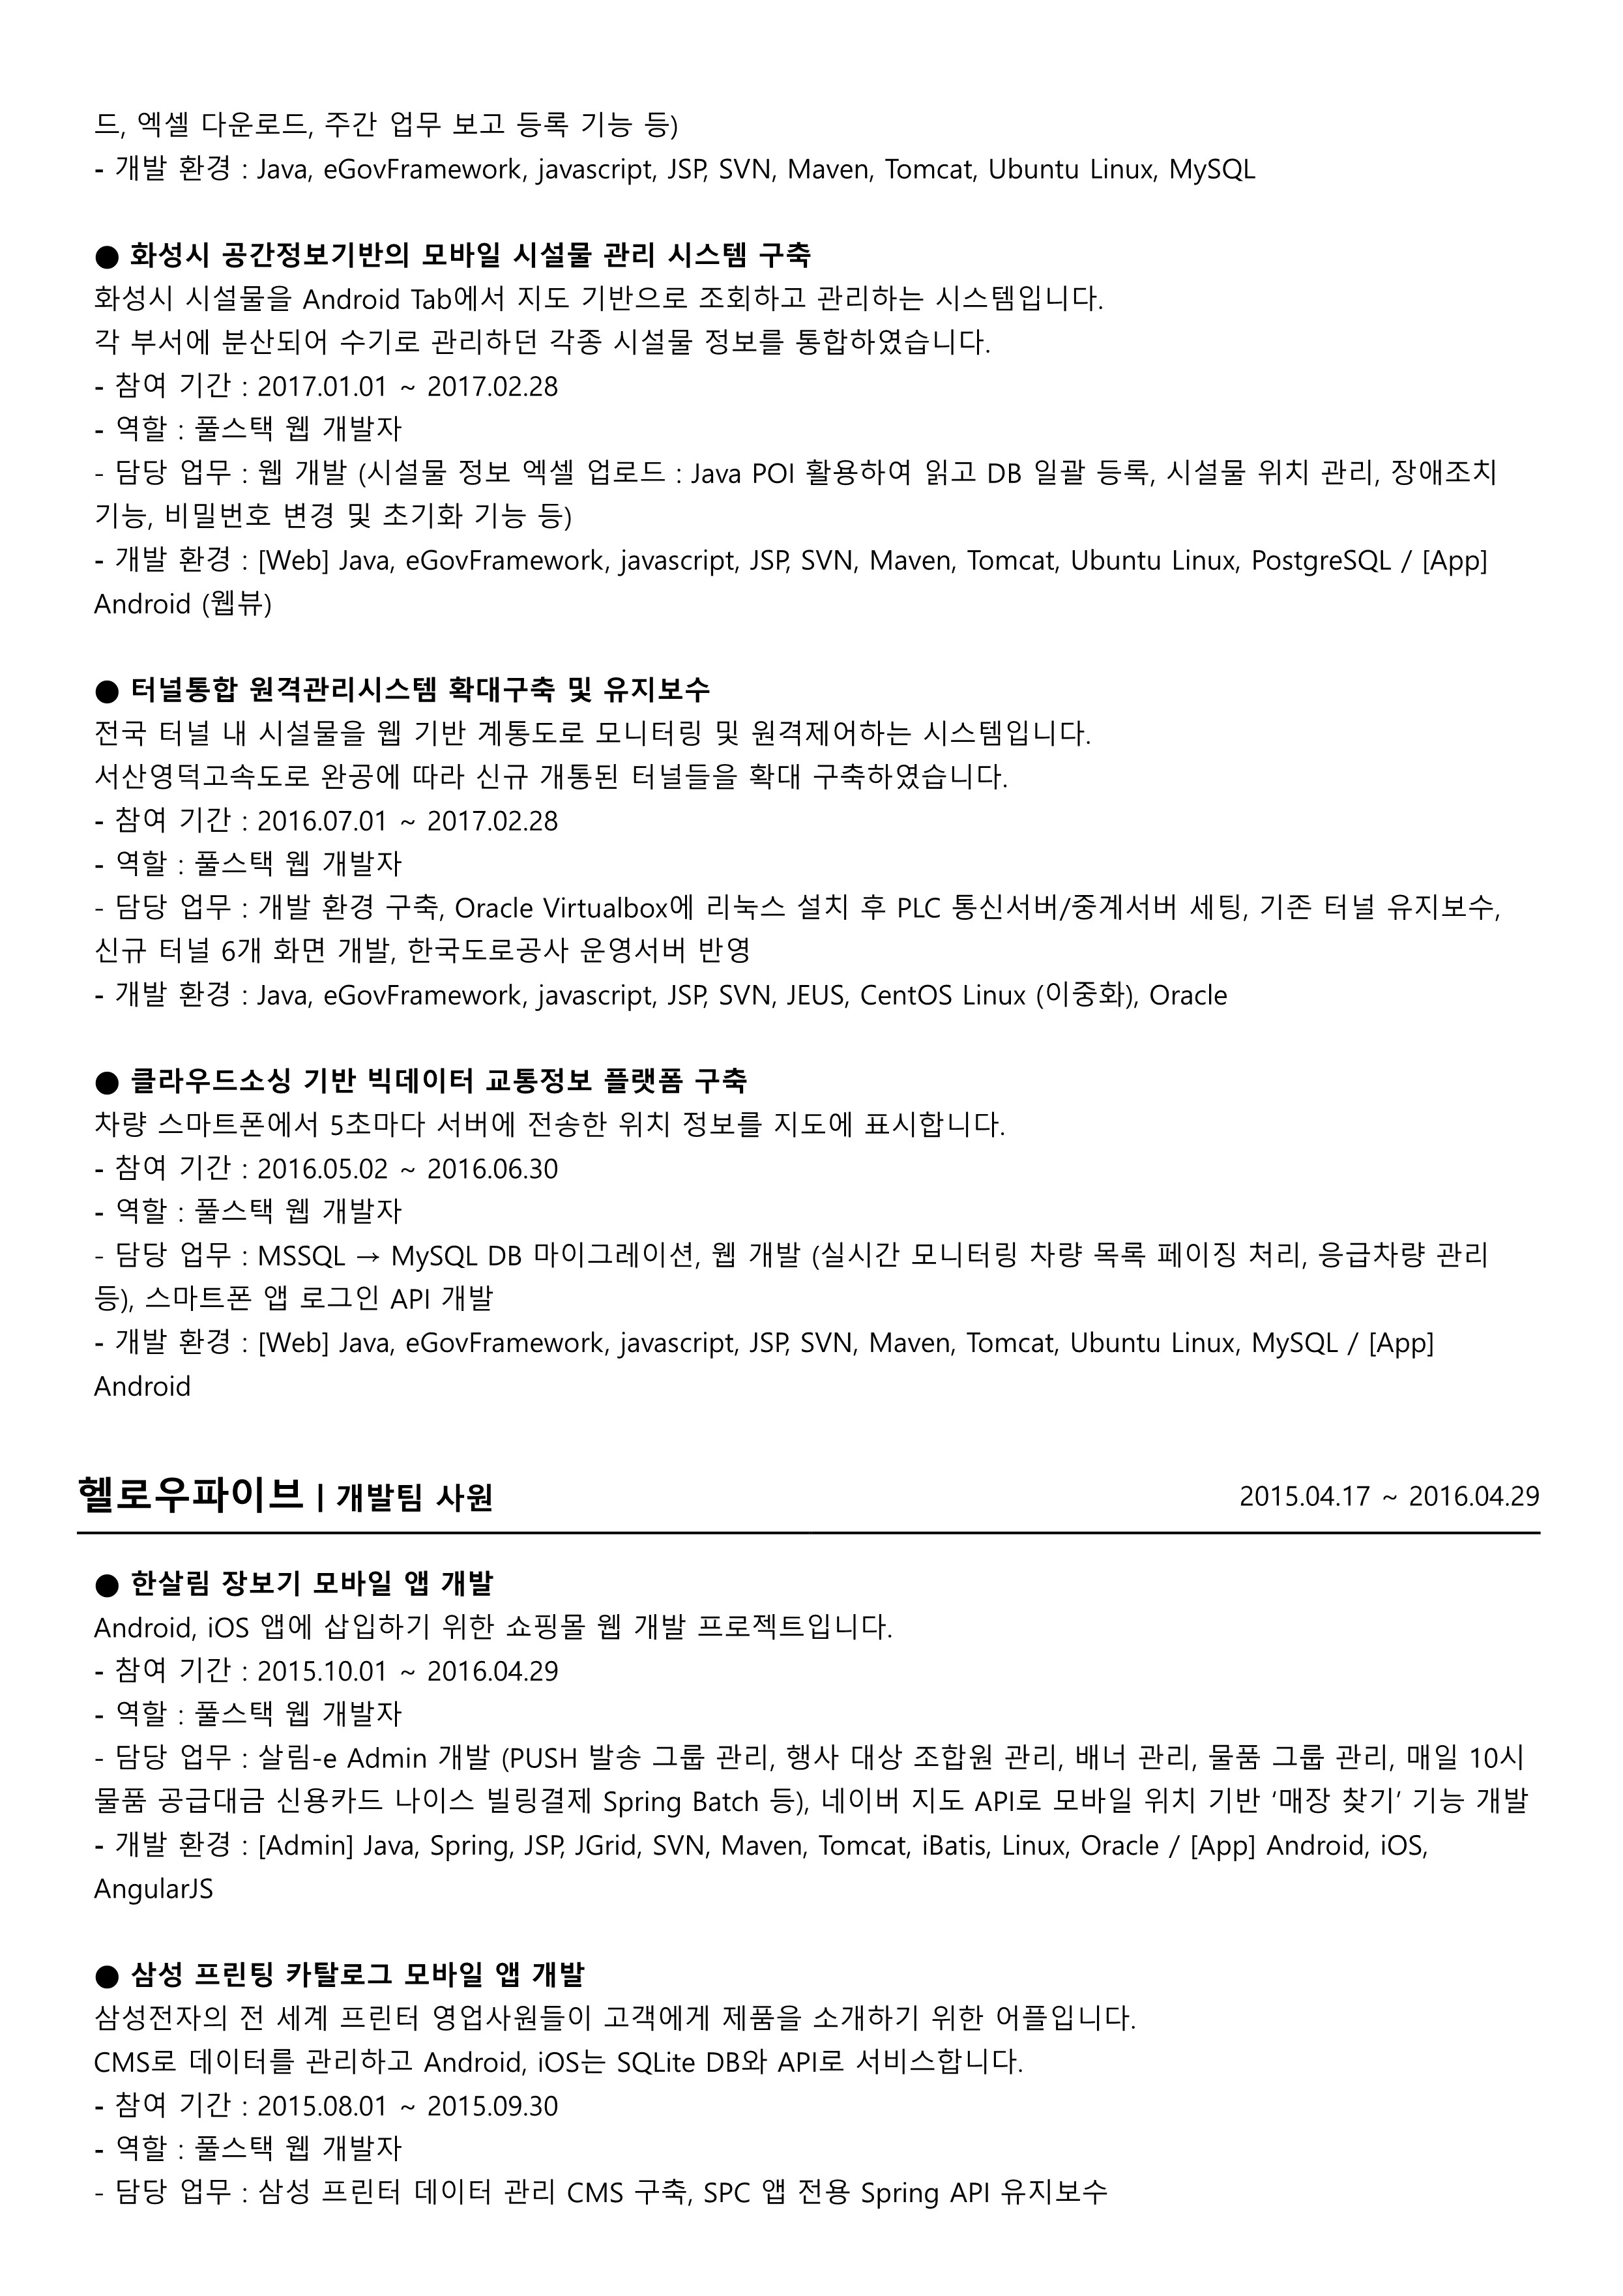 드, 엑셀 다운로드, 주간 업무 보고 등록 기능 등)
- 개발 환경 : Java, eGovFramework, javascript, JSP, SVN, Maven, Tomcat, Ubuntu Linux, MySQL
● 화성시 공간정보기반의 모바일 시설물 관리 시스템 구축
화성시 시설물을 Android Tab에서 지도 기반으로 조회하고 관리하는 시스템입니다.
각 부서에 분산되어 수기로 관리하던 각종 시설물 정보를 통합하였습니다.
- 참여 기간 : 2017.01.01 ~ 2017.02.28
- 역할 : 풀스택 웹 개발자
- 담당 업무 : 웹 개발 (시설물 정보 엑셀 업로드 : Java POI 활용하여 읽고 DB 일괄 등록, 시설물 위치 관리, 장애조치
기능, 비밀번호 변경 및 초기화 기능 등)
- 개발 환경 : [Web] Java, eGovFramework, javascript, JSP, SVN, Maven, Tomcat, Ubuntu Linux, PostgreSQL / [App]
Android (웹뷰)
● 터널통합 원격관리시스템 확대구축 및 유지보수
전국 터널 내 시설물을 웹 기반 계통도로 모니터링 및 원격제어하는 시스템입니다.
서산영덕고속도로 완공에 따라 신규 개통된 터널들을 확대 구축하였습니다.
- 참여 기간 : 2016.07.01 ~ 2017.02.28
- 역할 : 풀스택 웹 개발자
- 담당 업무 : 개발 환경 구축, Oracle Virtualbox에 리눅스 설치 후 PLC 통신서버/중계서버 세팅, 기존 터널 유지보수,
신규 터널 6개 화면 개발, 한국도로공사 운영서버 반영
- 개발 환경 : Java, eGovFramework, javascript, JSP, SVN, JEUS, CentOS Linux (이중화), Oracle
● 클라우드소싱 기반 빅데이터 교통정보 플랫폼 구축
차량 스마트폰에서 5초마다 서버에 전송한 위치 정보를 지도에 표시합니다.
- 참여 기간 : 2016.05.02 ~ 2016.06.30
- 역할 : 풀스택 웹 개발자
- 담당 업무 : MSSQL → MySQL DB 마이그레이션, 웹 개발 (실시간 모니터링 차량 목록 페이징 처리, 응급차량 관리
등), 스마트폰 앱 로그인 API 개발
- 개발 환경 : [Web] Java, eGovFramework, javascript, JSP, SVN, Maven, Tomcat, Ubuntu Linux, MySQL / [App]
Android
헬로우파이브 | 개발팀 사원 2015.04.17 ~ 2016.04.29
● 한살림 장보기 모바일 앱 개발
Android, iOS 앱에 삽입하기 위한 쇼핑몰 웹 개발 프로젝트입니다.
- 참여 기간 : 2015.10.01 ~ 2016.04.29
- 역할 : 풀스택 웹 개발자
- 담당 업무 : 살림-e Admin 개발 (PUSH 발송 그룹 관리, 행사 대상 조합원 관리, 배너 관리, 물품 그룹 관리, 매일 10시
물품 공급대금 신용카드 나이스 빌링결제 Spring Batch 등), 네이버 지도 API로 모바일 위치 기반 ‘매장 찾기’ 기능 개발
- 개발 환경 : [Admin] Java, Spring, JSP, JGrid, SVN, Maven, Tomcat, iBatis, Linux, Oracle / [App] Android, iOS,
AngularJS
● 삼성 프린팅 카탈로그 모바일 앱 개발
삼성전자의 전 세계 프린터 영업사원들이 고객에게 제품을 소개하기 위한 어플입니다.
CMS로 데이터를 관리하고 Android, iOS는 SQLite DB와 API로 서비스합니다.
- 참여 기간 : 2015.08.01 ~ 2015.09.30
- 역할 : 풀스택 웹 개발자
- 담당 업무 : 삼성 프린터 데이터 관리 CMS 구축, SPC 앱 전용 Spring API 유지보수